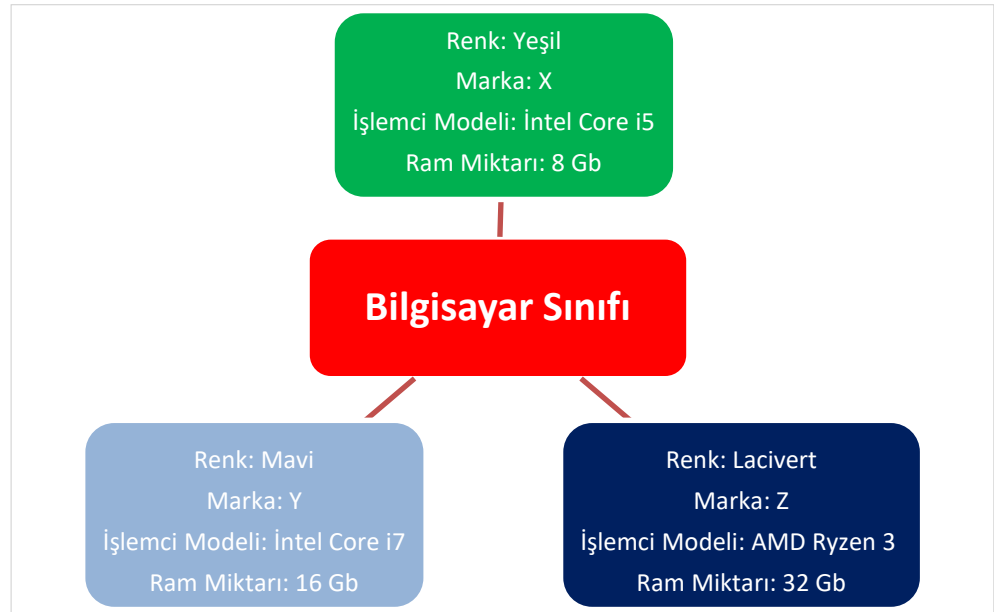 Renk: Yeşil
Marka: X
İşlemci Modeli: İntel Core i5
Ram Miktarı: 8 Gb
Bilgisayar Sınıfı
Renk: Mavi
Marka: Y
İşlemci Modeli: İntel Core i7
Ram Miktarı: 16 Gb
Renk: Lacivert
Marka: Z
İşlemci Modeli: AMD Ryzen 3
Ram Miktarı: 32 Gb